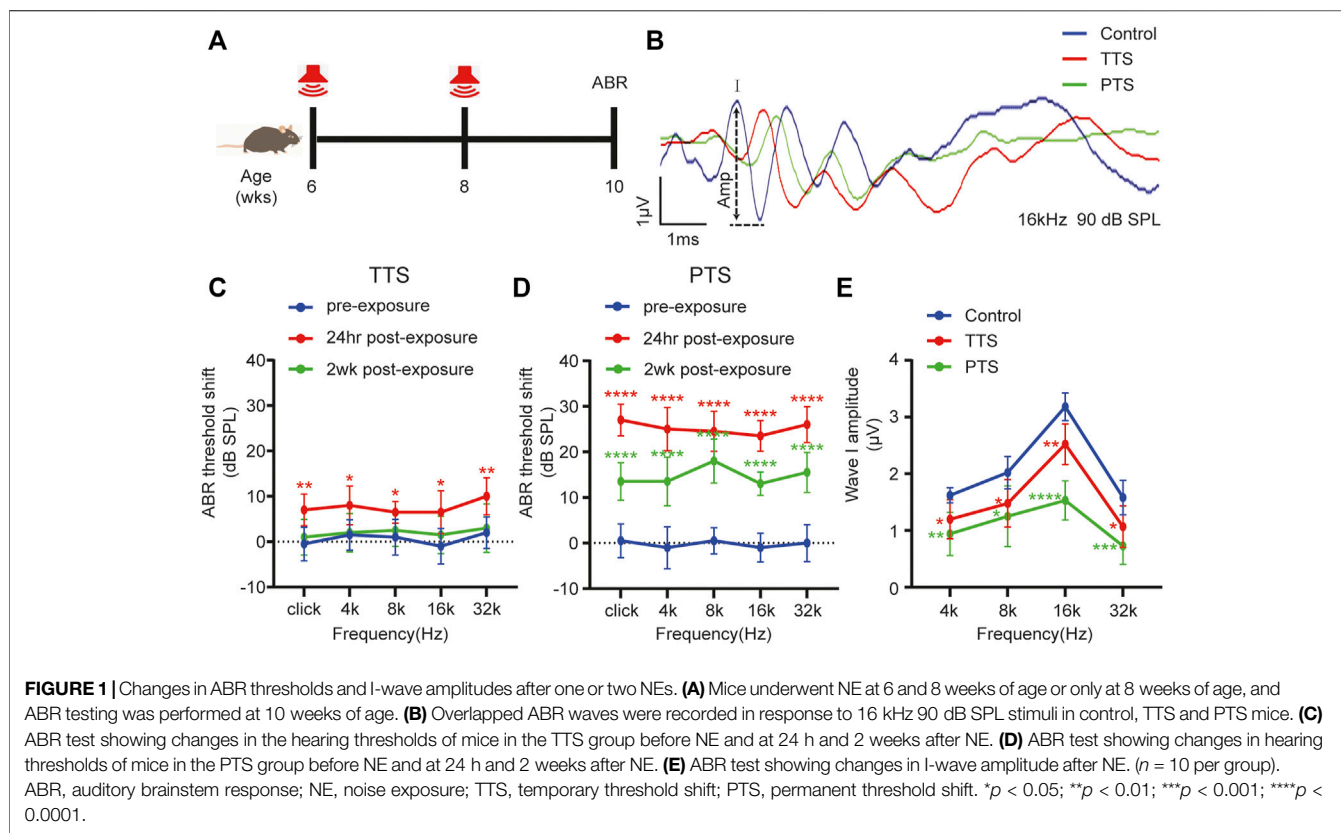 A
ABR
Age
(wks)
6
8
10
B
Control
TTS
PTS
I
Amp
1μV
1ms
16kHz 90 dB SPL
C
TTS
pre-exposure
24hr post-exposure
2wk post-exposure
ABR threshold shift
(dB SPL)
40
30
20
10
0
-10
** * * * **
click 4k 8k 16k 32k
Frequency(Hz)
D
PTS
pre-exposure
24hr post-exposure
2wk post-exposure
ABR threshold shift
(dB SPL)
40
30
20
10
0
-10
**** **** **** **** ****
**** **** **** **** ****
click 4k 8k 16k 32k
Frequency(Hz)
E
Control
TTS
PTS
Wave I amplitude
(μV)
4
3
2
1
0
* * ** *
** * **** ***
4k 8k 16k 32k
Frequency(Hz)
FIGURE 1 | Changes in ABR thresholds and I-wave amplitudes after one or two NEs. (A) Mice underwent NE at 6 and 8 weeks of age or only at 8 weeks of age, and
ABR testing was performed at 10 weeks of age. (B) Overlapped ABR waves were recorded in response to 16 kHz 90 dB SPL stimuli in control, TTS and PTS mice. (C)
ABR test showing changes in the hearing thresholds of mice in the TTS group before NE and at 24 h and 2 weeks after NE. (D) ABR test showing changes in hearing
thresholds of mice in the PTS group before NE and at 24 h and 2 weeks after NE. (E) ABR test showing changes in I-wave amplitude after NE. (n = 10 per group).
ABR, auditory brainstem response; NE, noise exposure; TTS, temporary threshold shift; PTS, permanent threshold shift. *p < 0.05; **p < 0.01; ***p < 0.001; ****p <
0.0001.